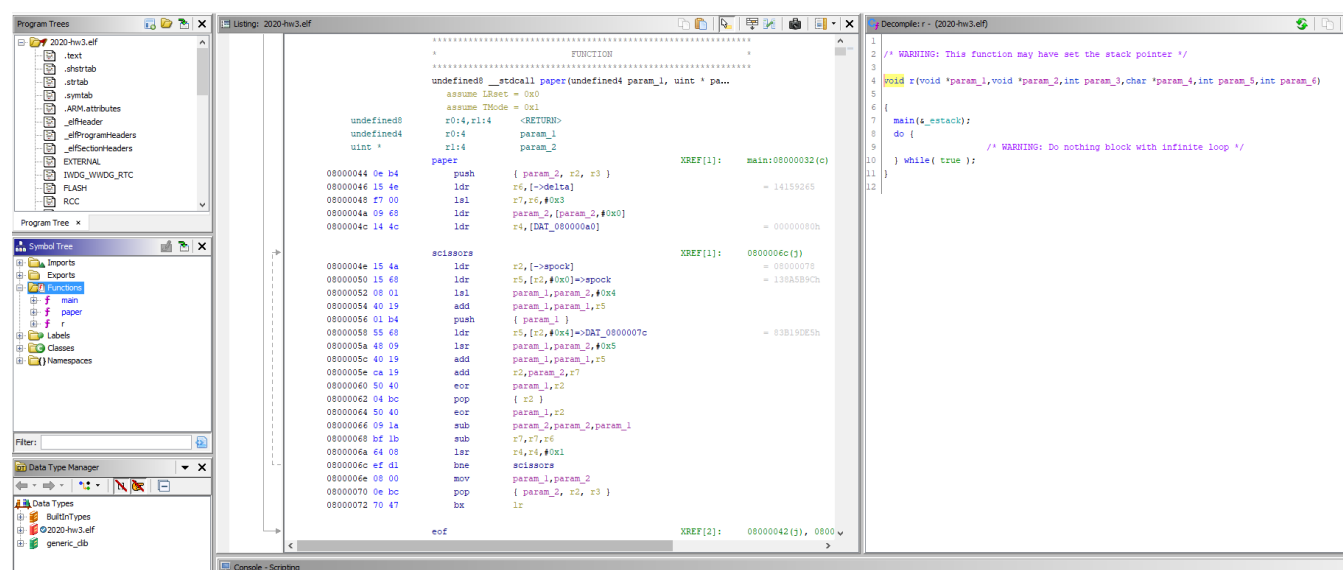 Program Trees
2020-hw3.elf
.text
.shstrtab
.strtab
.symtab
.ARM.attributes
_elfHeader
_elfProgramHeaders
_elfSectionHeaders
EXTERNAL
IWDG_WWDG_RTC
FLASH
RCC
Program Tree ×
Symbol Tree
Imports
Exports
Functions
f main
f paper
f r
Labels
Classes
Namespaces
Filter:
Data Type Manager
Data Types
BuiltInTypes
2020-hw3.elf
generic_clib
Listing: 2020-hw3.elf
************************************************************
* FUNCTION *
************************************************************
undefined8 __stdcall paper(undefined4 param_1, uint * pa...
assume LRset = 0x0
assume TMode = 0x1
undefined8 r0:4,r1:4 <RETURN>
undefined4 r0:4 param_1
uint * r1:4 param_2
paper XREF[1]: main:08000032(c)
08000044 0e b4 push { param_2, r2, r3 }
08000046 15 4e ldr r6,[->delta] = 14159265
08000048 f7 00 lsl r7,r6,#0x3
0800004a 09 68 ldr param_2,[param_2,#0x0]
0800004c 14 4c ldr r4,[DAT_080000a0] = 00000080h
scissors XREF[1]: 0800006c(j)
0800004e 15 4a ldr r2,[->spock] = 08000078
08000050 15 68 ldr r5,[r2,#0x0]=>spock = 138A5B9Ch
08000052 08 01 lsl param_1,param_2,#0x4
08000054 40 19 add param_1,param_1,r5
08000056 01 b4 push { param_1 }
08000058 55 68 ldr r5,[r2,#0x4]=>DAT_0800007c = 83B19DE5h
0800005a 48 09 lsr param_1,param_2,#0x5
0800005c 40 19 add param_1,param_1,r5
0800005e ca 19 add r2,param_2,r7
08000060 50 40 eor param_1,r2
08000062 04 bc pop { r2 }
08000064 50 40 eor param_1,r2
08000066 09 1a sub param_2,param_2,param_1
08000068 bf 1b sub r7,r7,r6
0800006a 64 08 lsr r4,r4,#0x1
0800006c ef d1 bne scissors
0800006e 08 00 mov param_1,param_2
08000070 0e bc pop { param_2, r2, r3 }
08000072 70 47 bx lr
eof XREF[2]: 08000042(j), 0800
Console - Scripting
Decompile: r - (2020-hw3.elf)
1
2 /* WARNING: This function may have set the stack pointer */
3
4 void r(void *param_1,void *param_2,int param_3,char *param_4,int param_5,int param_6)
5
6 {
7 main(&_estack);
8 do {
9 /* WARNING: Do nothing block with infinite loop */
10 } while( true );
11 }
12